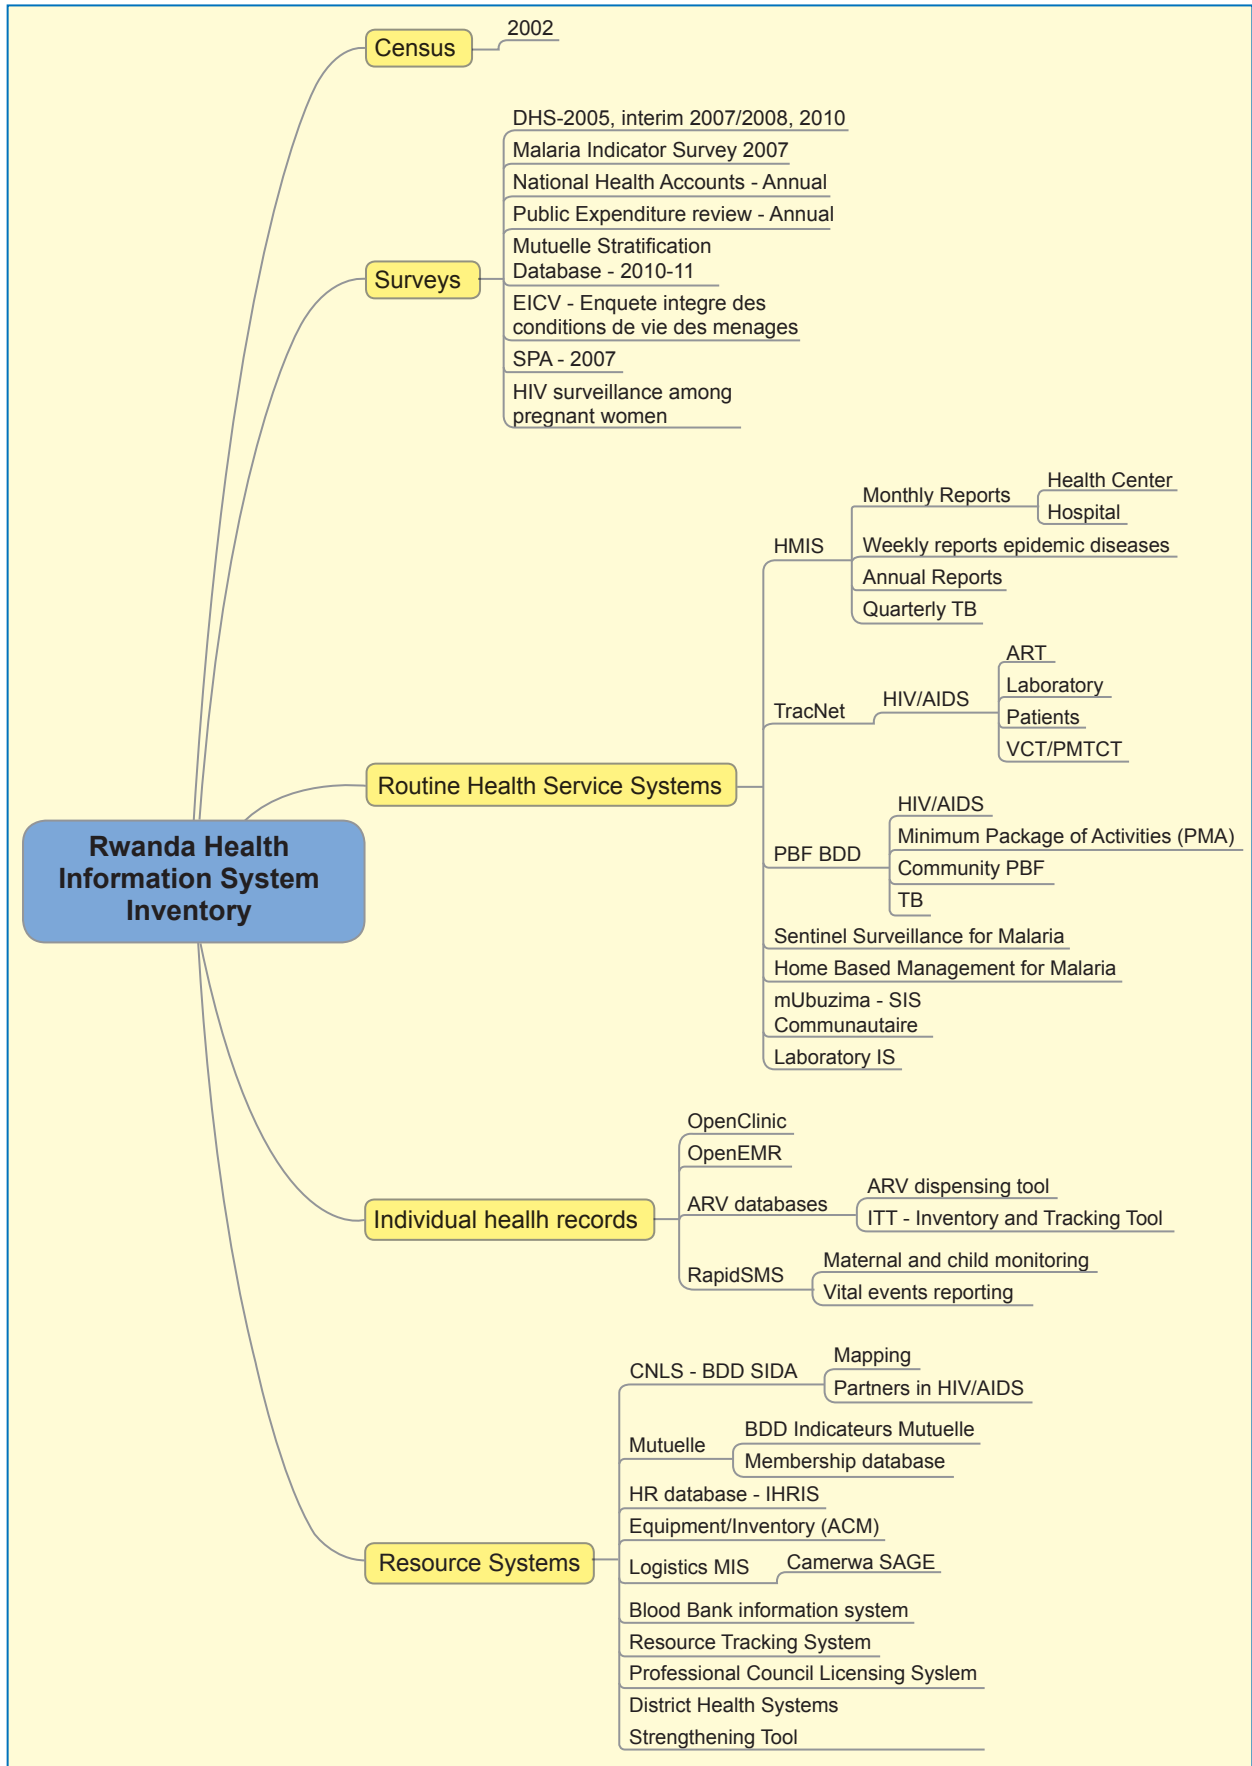 Census
2002
DHS-2005, interim 2007/2008, 2010
Malaria Indicator Survey 2007
National Health Accounts - Annual
Public Expenditure review - Annual
Mutuelle Stratification
Database - 2010-11
Surveys
EICV - Enquete integre des
conditions de vie des menages
SPA - 2007
HIV surveillance among
pregnant women
Health Center
Monthly Reports
Hospital
HMIS
Weekly reports epidemic diseases
Annual Reports
Quarterly TB
ART
Laboratory
HIV/AIDS
TracNet
Patients
VCT/PMTCT
Routine Health Service Systems
HIV/AIDS
Minimum Package of Activities (PMA)
PBF BDD
Community PBF
TB
Rwanda Health
Information System
Inventory
Sentinel Surveillance for Malaria
Home Based Management for Malaria
mUbuzima - SIS
Communautaire
Laboratory IS
OpenClinic
OpenEMR
ARV dispensing tool
ARV databases
ITT - Inventory and Tracking Tool
Individual heallh records
Maternal and child monitoring
RapidSMS
Vital events reporting
Mapping
CNLS - BDD SIDA
Partners in HIV/AIDS
BDD Indicateurs Mutuelle
Mutuelle
Membership database
HR database - IHRIS
Equipment/Inventory (ACM)
Resource Systems
Logistics MIS
Camerwa SAGE
Blood Bank information system
Resource Tracking System
Professional Council Licensing Syslem
District Health Systems
Strengthening Tool